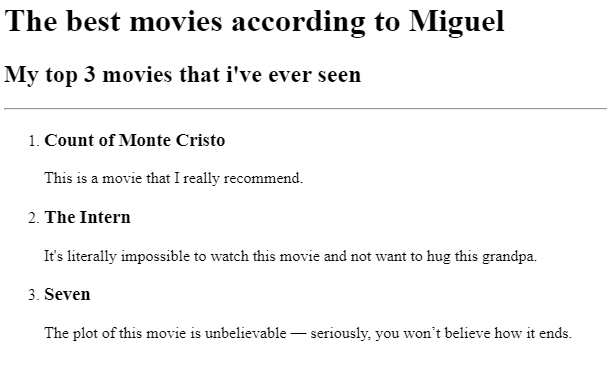 The best movies according to Miguel
My top 3 movies that i've ever seen
1. Count of Monte Cristo
This is a movie that I really recommend.
2. The Intern
It's literally impossible to watch this movie and not want to hug this grandpa.
3. Seven
The plot of this movie is unbelievable — seriously, you won’t believe how it ends.